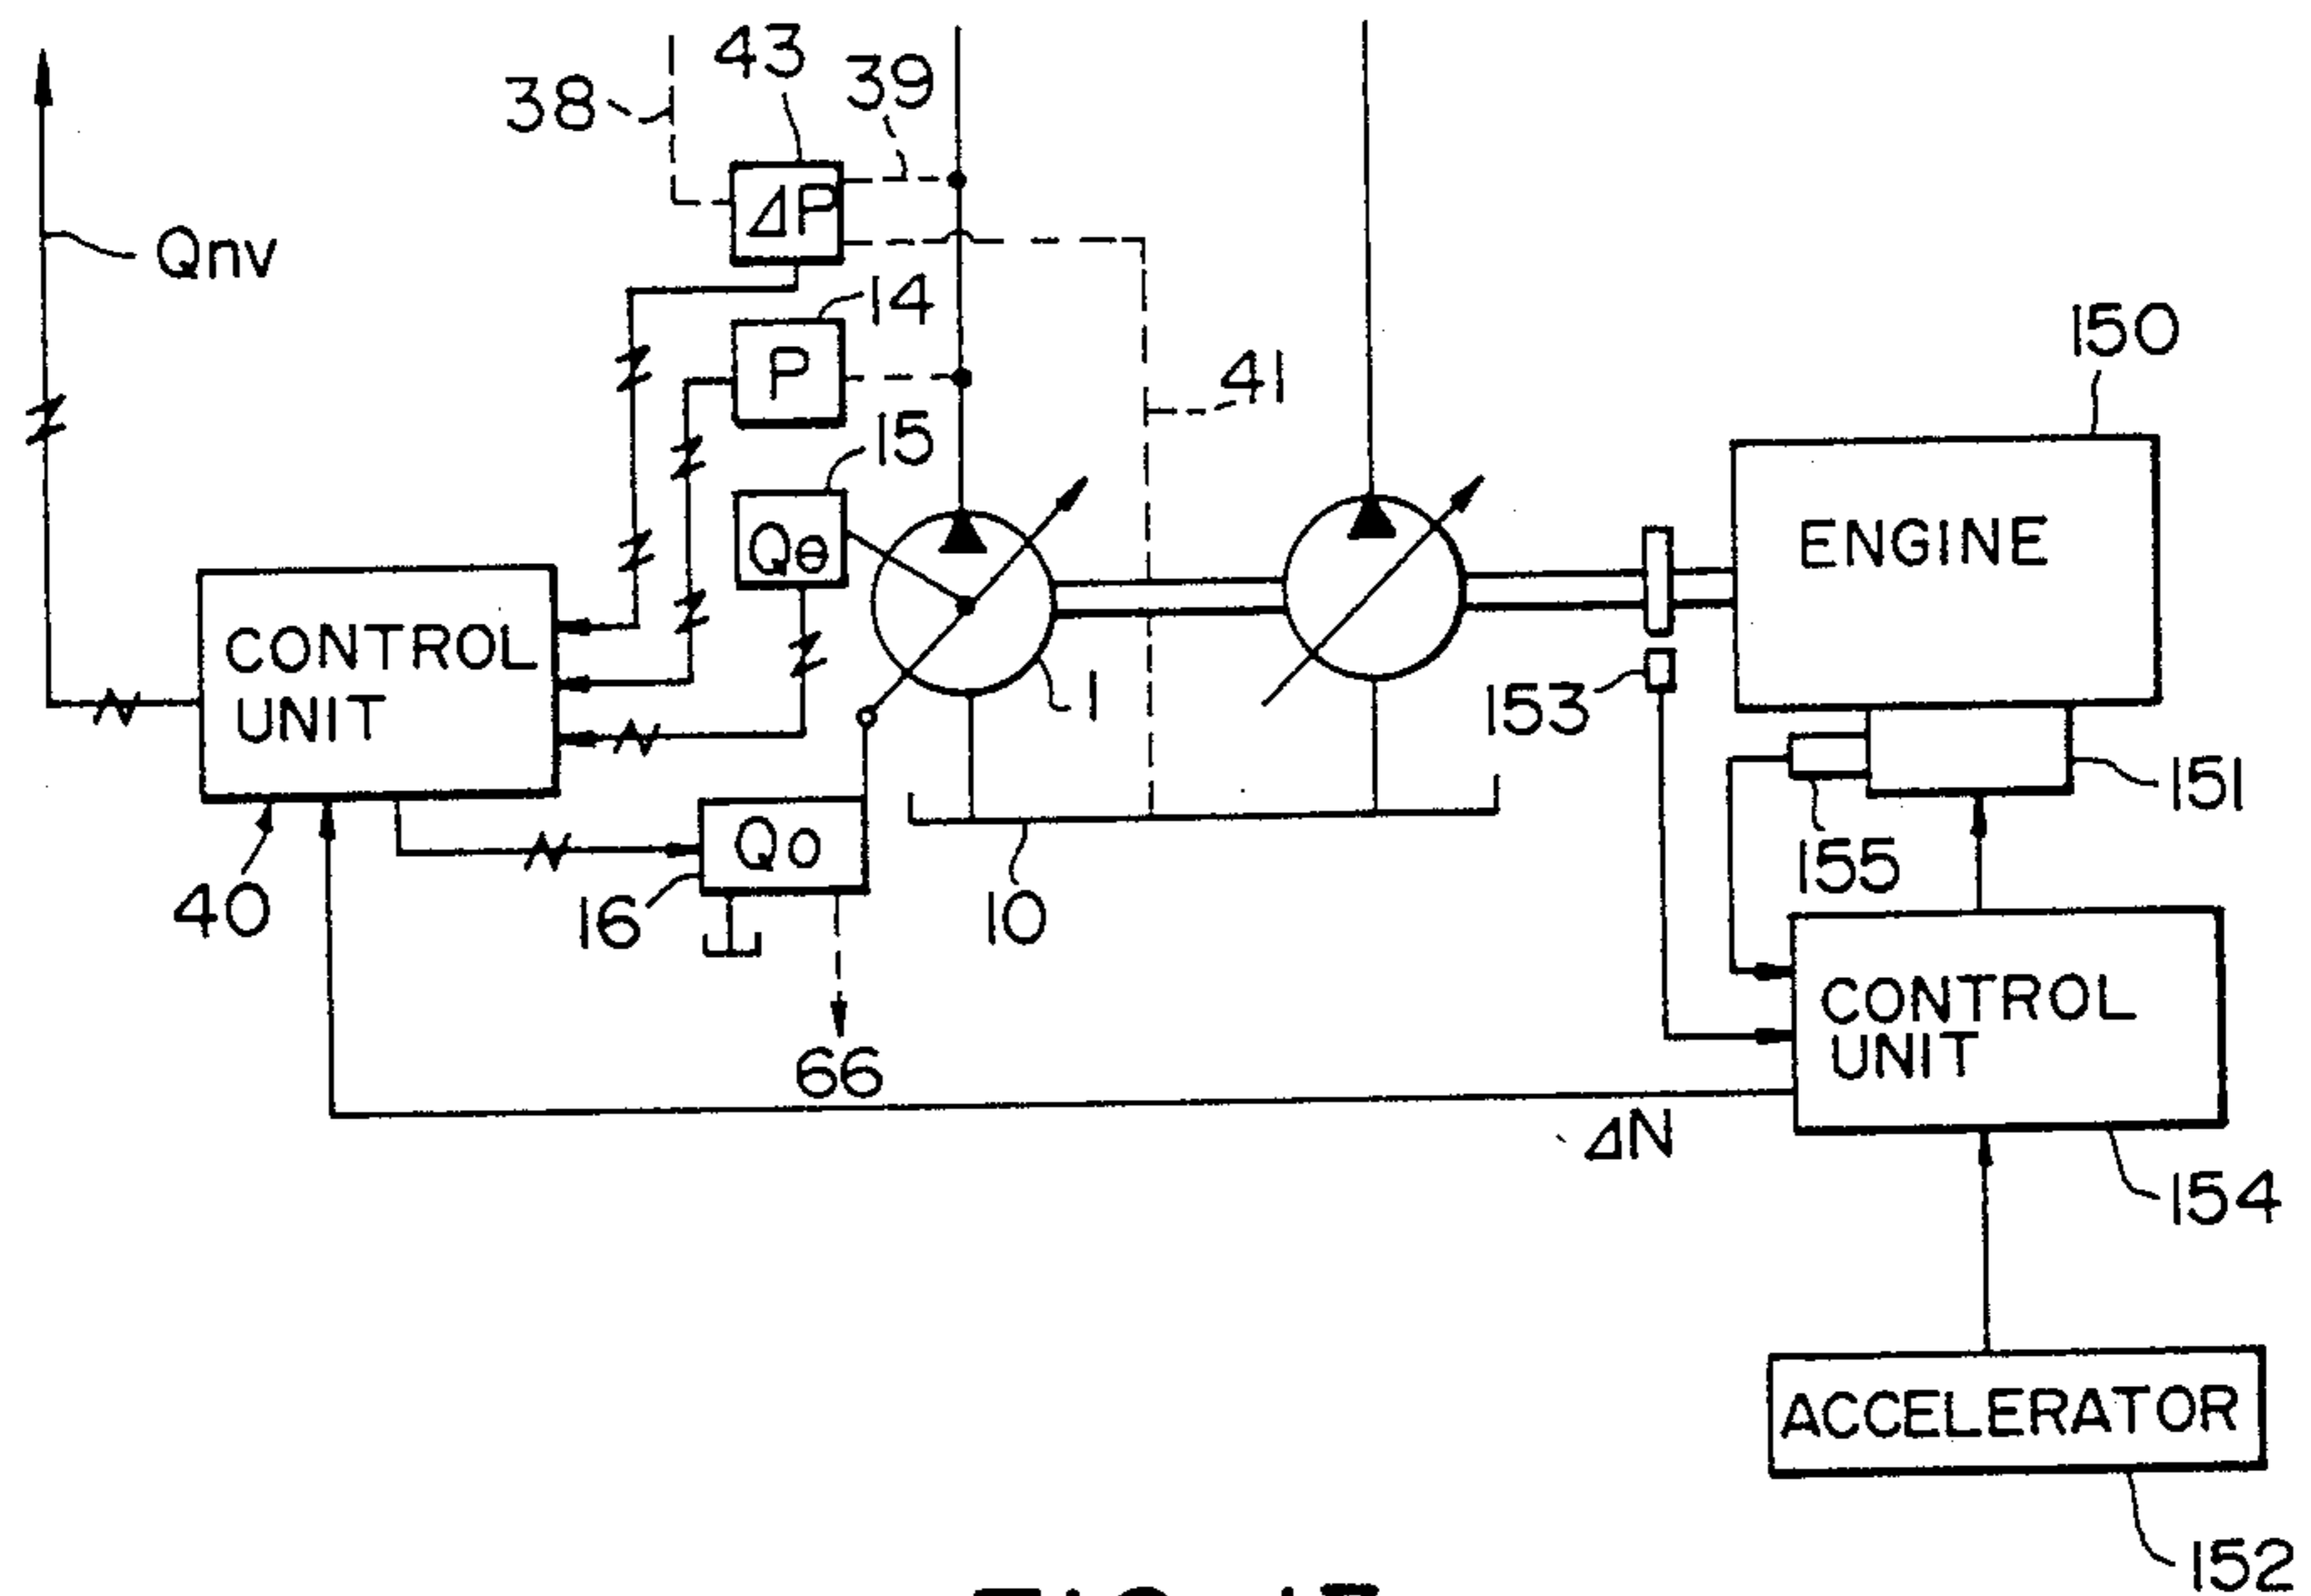 43
39
38
ΔP
Qnv
14
P
41
150
15
Qθ
ENGINE
CONTROL
UNIT
1
153
151
155
Qo
40
16
10
CONTROL
UNIT
66
ΔN
154
ACCELERATOR
152